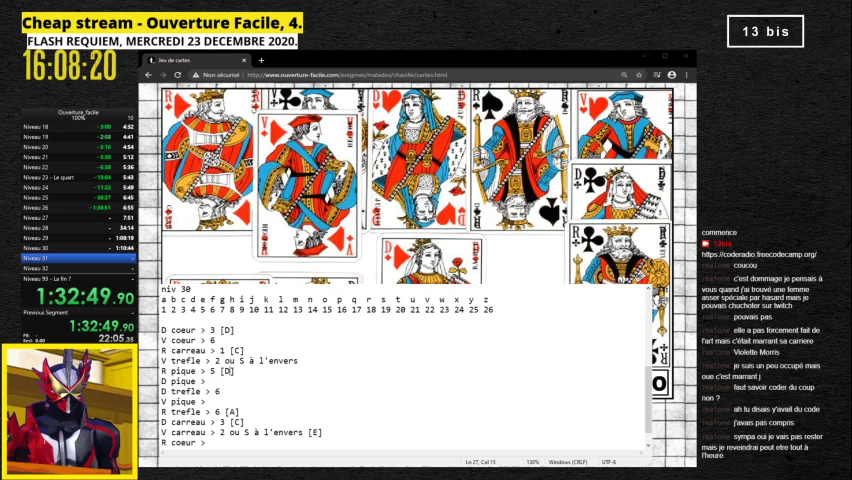 Cheap stream - Ouverture Facile, 4.
FLASH REQUIEM, MERCREDI 23 DECEMBRE 2020.
16:08:20
13 bis
Jeu de cartes
Non sécurisé | http://www.ouverture-facile.com/enigmes/malades/chaville/cartes.html
Ouverture_facile
100% 10
Niveau 18 -3:00 4:32
Niveau 19 -2:58 4:41
Niveau 20 -5:16 4:54
Niveau 21 -5:30 5:12
Niveau 22 -6:38 5:36
Niveau 23 - Le quart -10:04 5:43
Niveau 24 -11:22 5:49
Niveau 25 -38:27 6:45
Niveau 26 -1:36:51 6:55
Niveau 27 - 7:51
Niveau 28 - 34:14
Niveau 29 - 1:08:19
Niveau 30 - 1:10:44
Niveau 31 -
Niveau 32 -
Niveau 93 - La fin ? -
1:32:49.90
Previous Segment
1:32:49.90
PB: -
Best: 0.00
22:05.35
niv 30
a b c d e f g h i j k l m n o p q r s t u v w x y z
1 2 3 4 5 6 7 8 9 10 11 12 13 14 15 16 17 18 19 20 21 22 23 24 25 26
D coeur > 3 [D]
V coeur > 6
R carreau > 1 [C]
V trefle > 2 ou S à l'envers
R pique > 5 [D]
D pique >
D trefle > 6
V pique >
R trefle > 6 [A]
D carreau > 3 [C]
V carreau > 2 ou S à l'envers [E]
R coeur >
Ln 27, Col 15 130% Windows (CRLF) UTF-8
commence
13bis
https://coderadio.freecodecamp.org/
coucou
c'est dommage je pensais à
vous quand j'ai trouvé une femme
asser spéciale par hasard mais je
pouvais chuchoter sur twitch
pouvais pas
elle a pas forcement fait de
l'art mais c'était marrant sa carriere
Violette Morris
je suis un peu occupé mais
que c'est marrant j
faut savoir coder du coup
non ?
ah tu disais y'avait du code
j'avais pas compris
sympa oui je vais pas rester
mais je reveindrai peut etre tout à
l'heure